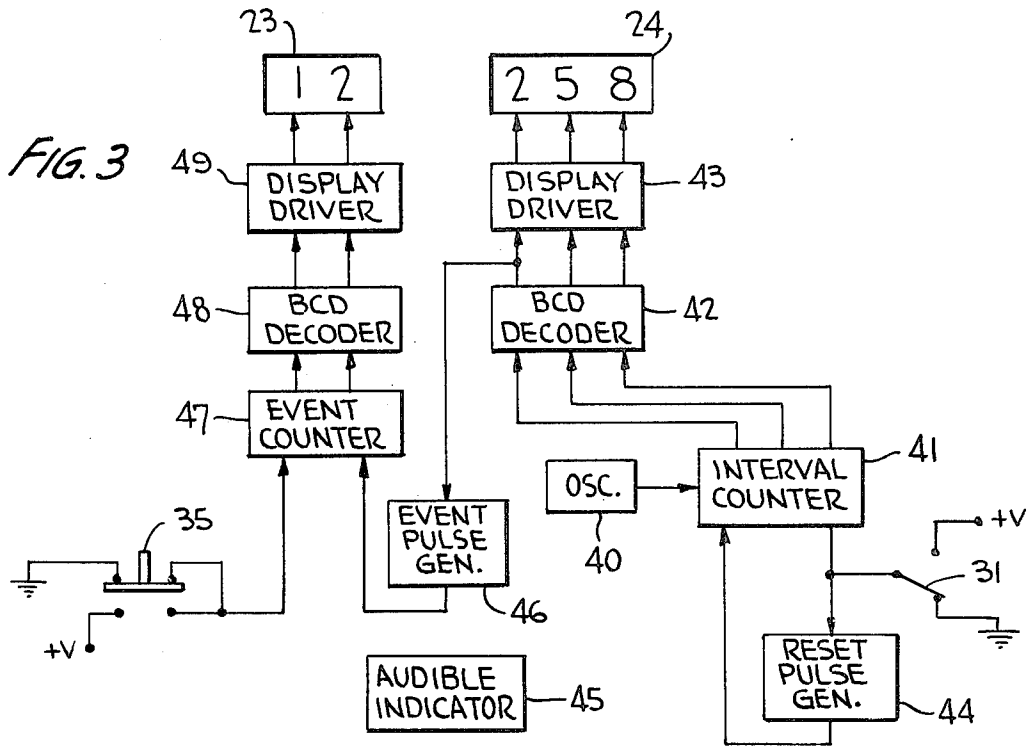 23
24
1 2
2 5 8
FIG. 3
49
DISPLAY
DRIVER
DISPLAY
DRIVER
43
48
BCD
DECODER
BCD
DECODER
42
47
EVENT
COUNTER
41
INTERVAL
COUNTER
OSC.
40
35
EVENT
PULSE
GEN.
46
+V
31
+V
AUDIBLE
INDICATOR
45
RESET
PULSE
GEN.
44